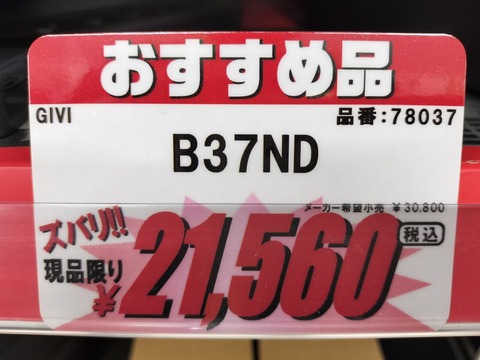 おすすめ品
GIVI 品番:78037
B37ND
メーカー希望小売 ¥30,800
ズバリ!!
現品限り
¥21,560 税込